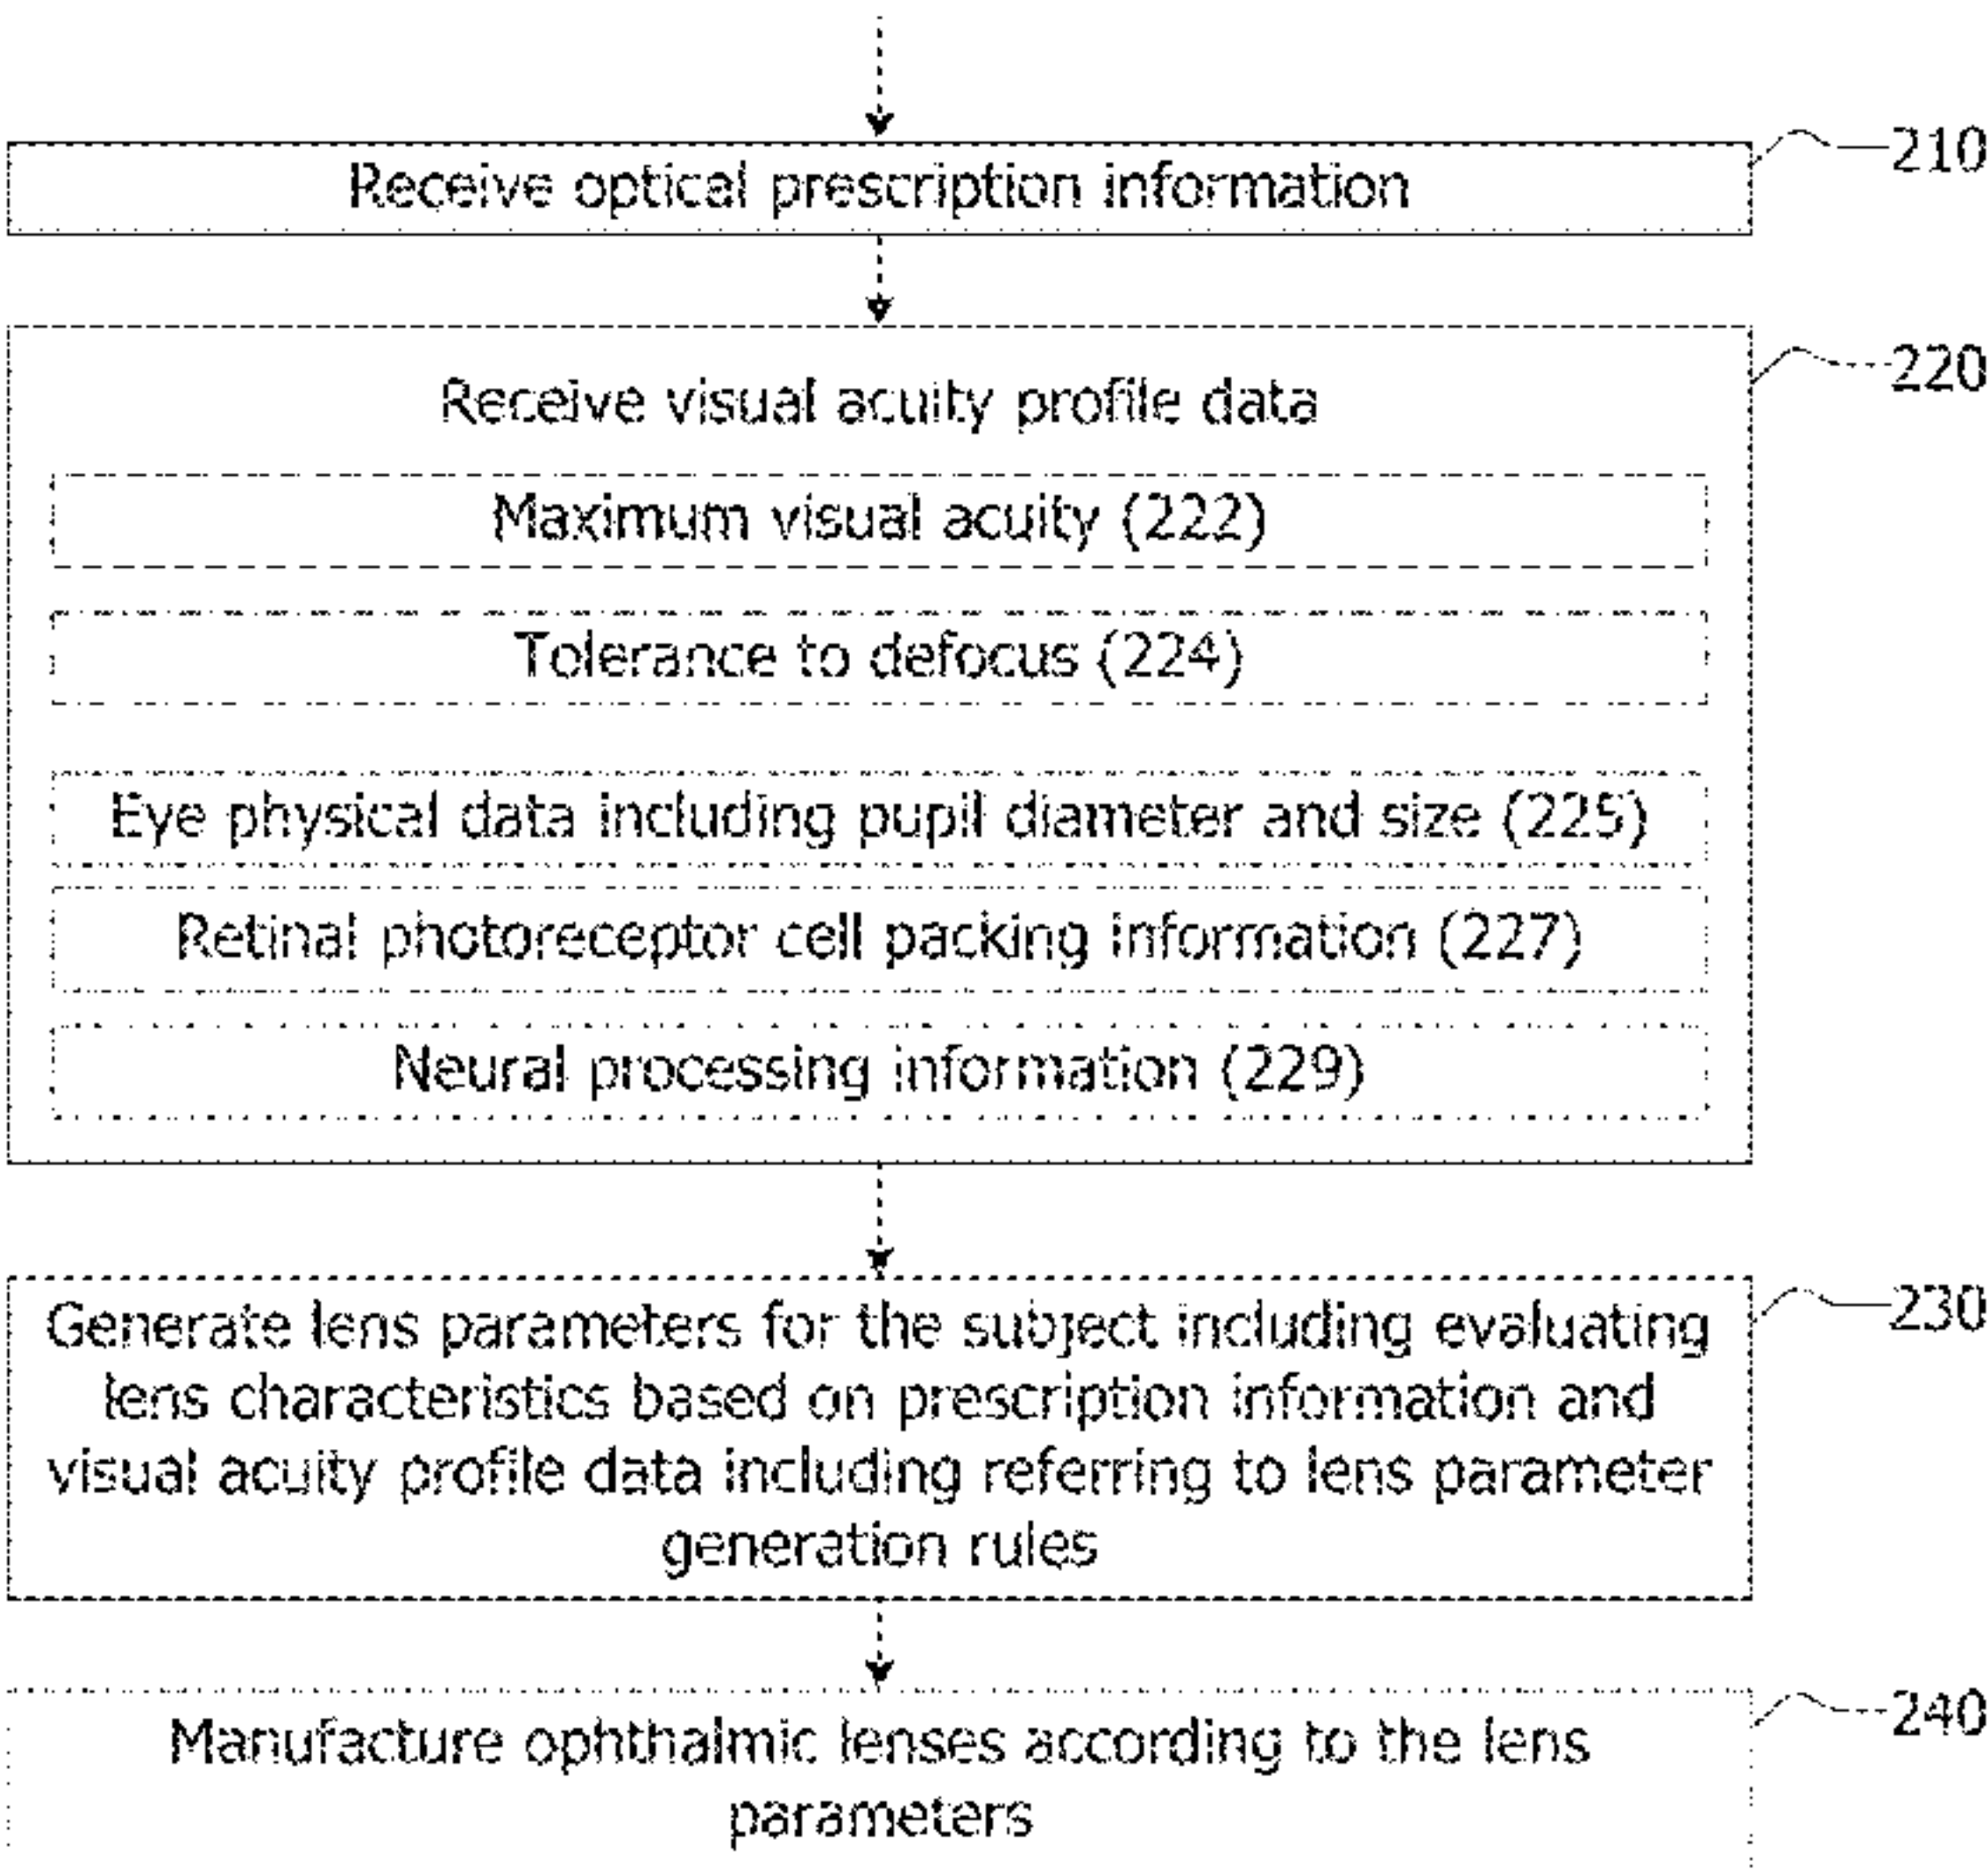 Receive optical prescription information
210
Receive visual acuity profile data
220
Maximum visual acuity (222)
Tolerance to defocus (224)
Eye physical data including pupil diameter and size (225)
Retinal photoreceptor cell packing information (227)
Neural processing information (229)
Generate lens parameters for the subject including evaluating
lens characteristics based on prescription information and
visual acuity profile data including referring to lens parameter
generation rules
230
Manufacture ophthalmic lenses according to the lens
parameters
240